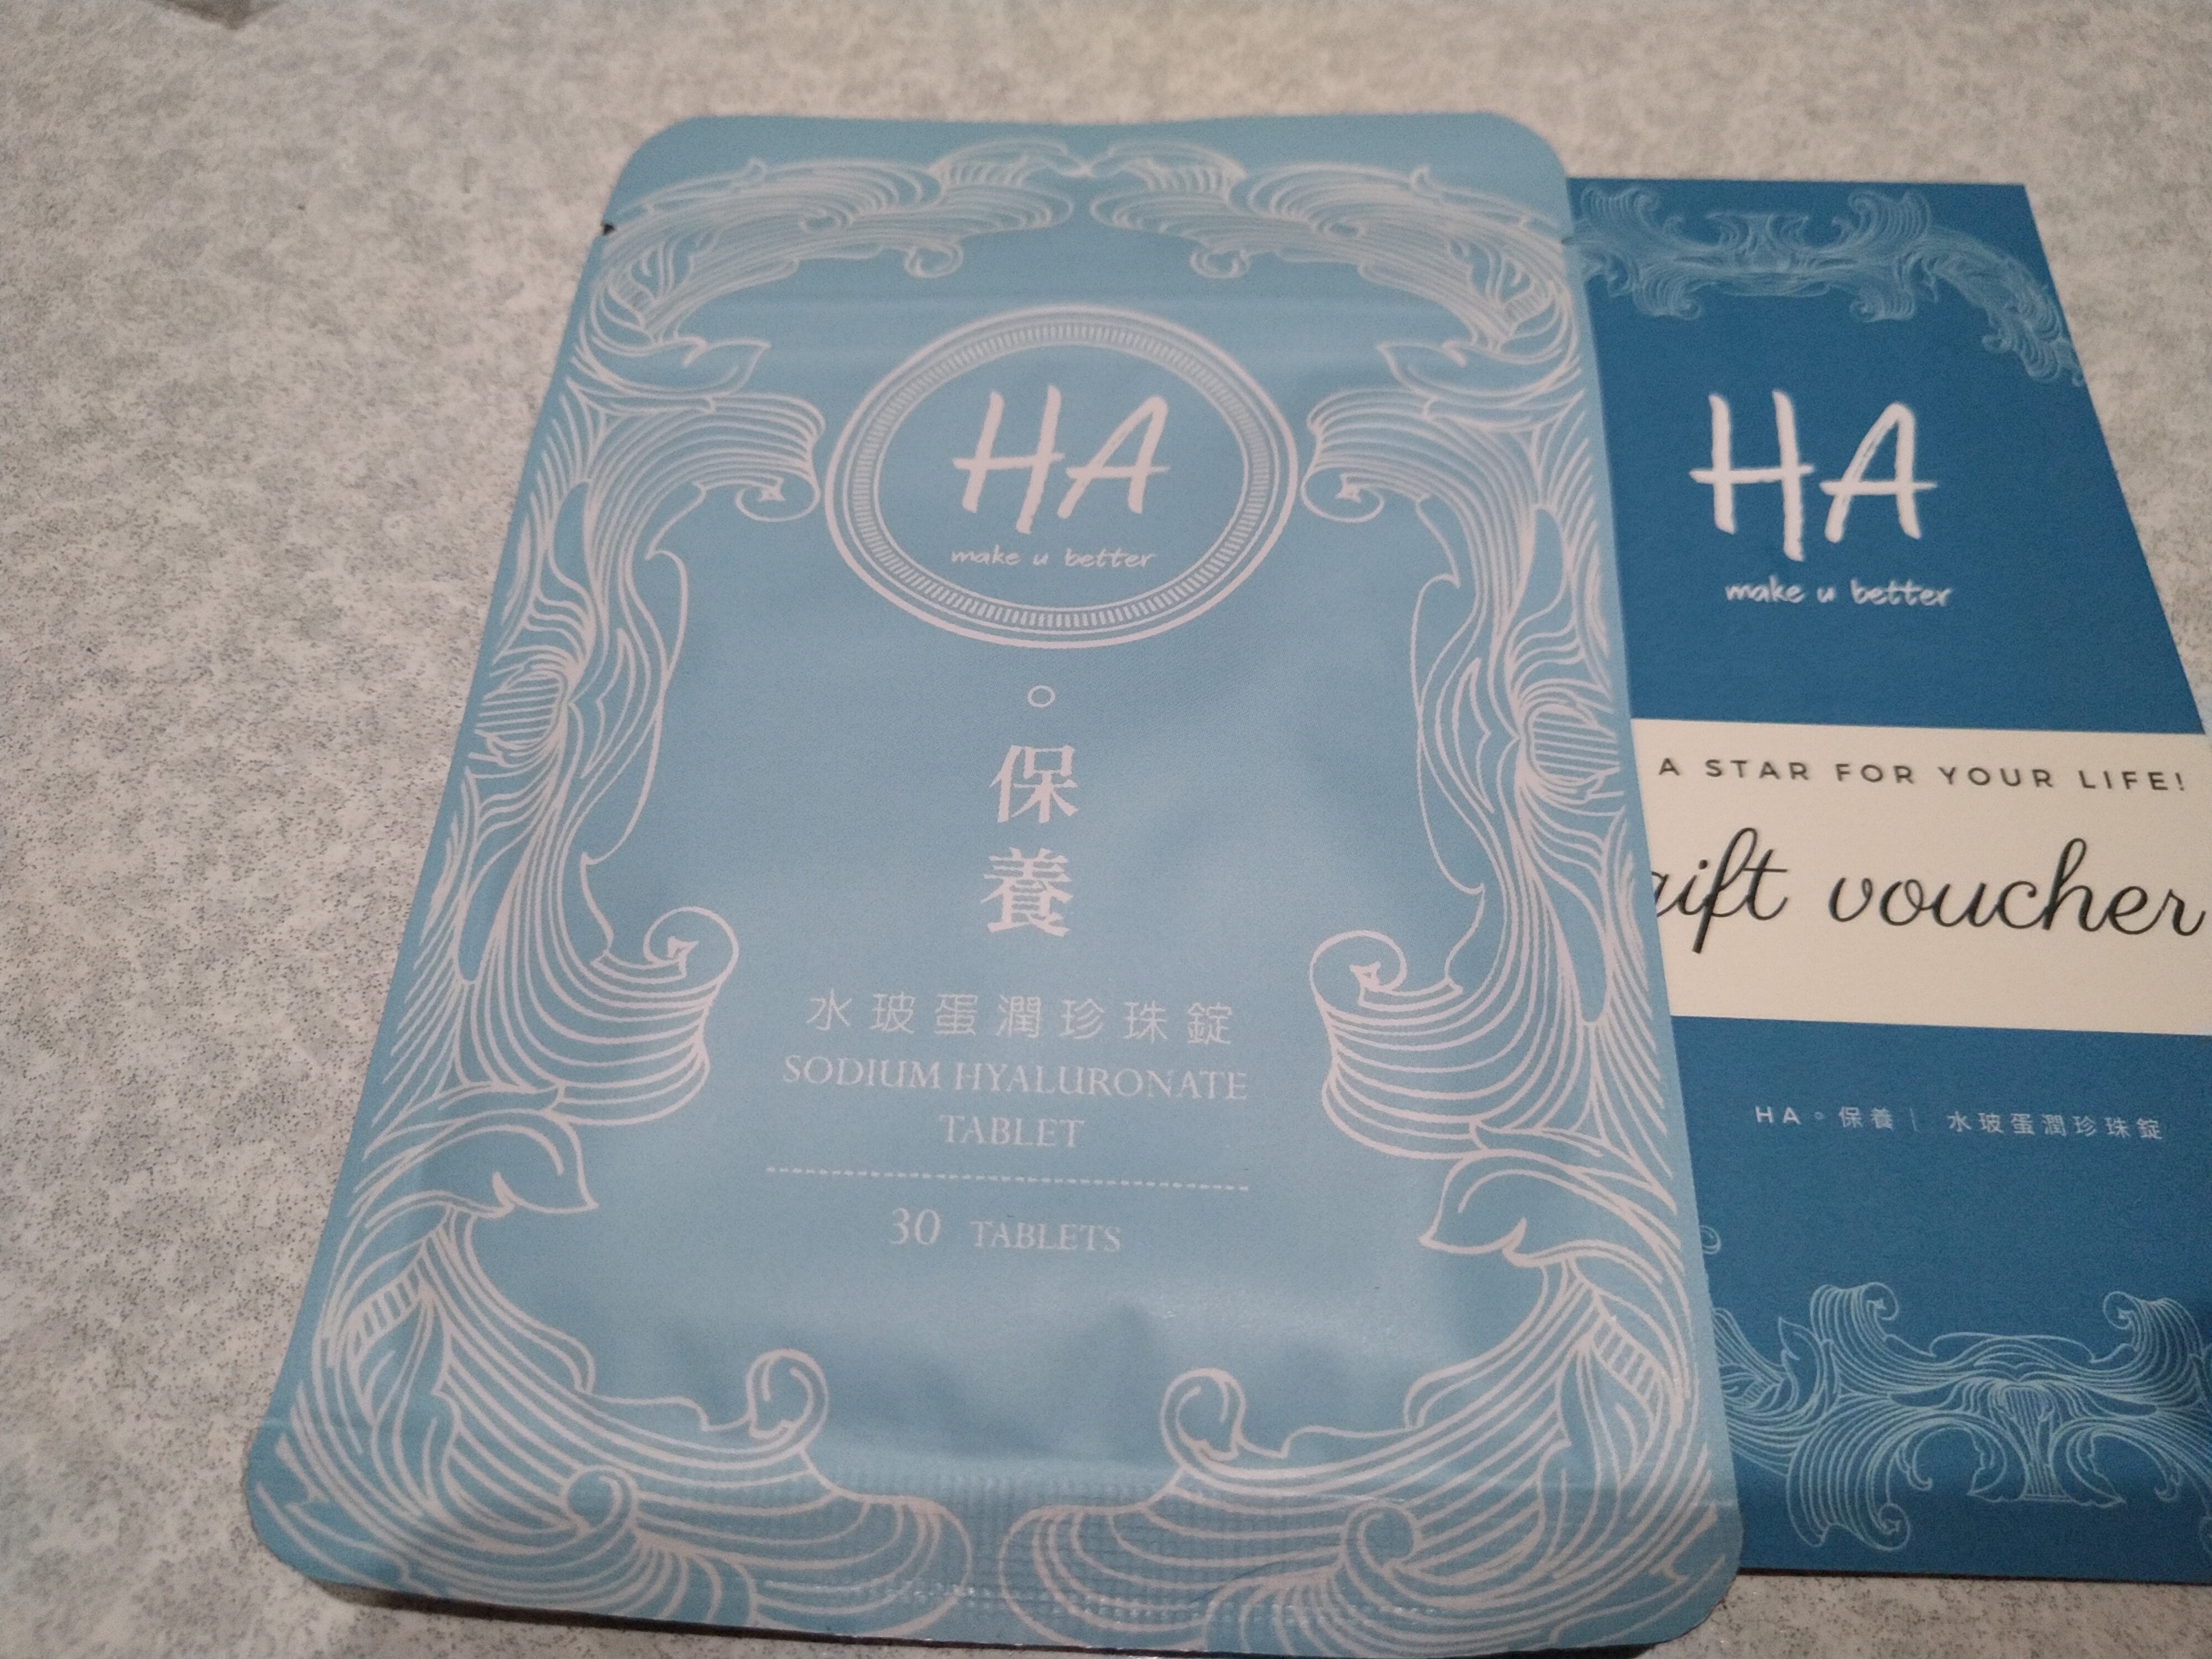 HA
make u better
。保養
水玻蛋潤珍珠錠
SODIUM HYALURONATE
TABLET
30 TABLETS
HA
make u better
A STAR FOR YOUR LIFE!
gift voucher
HA。保養| 水玻蛋潤珍珠錠